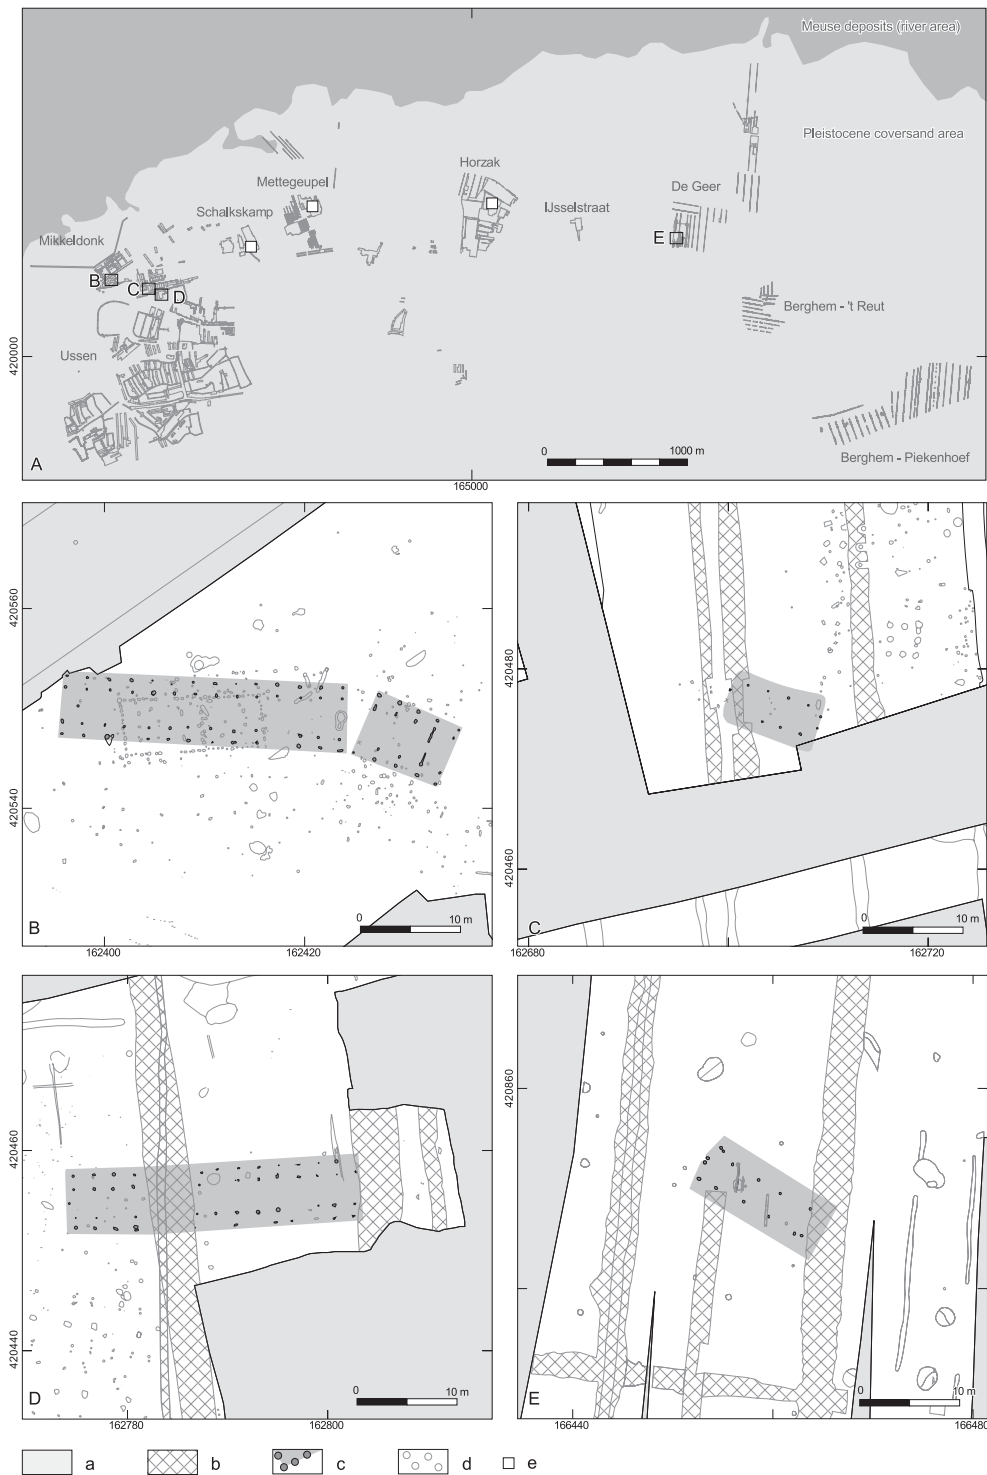 Meuse deposits (river area)
Pleistocene coversand area
Horzak
Mettegeupel
De Geer
Schalkskamp
IJsselstraat
Mikkeldonk
E
B
C
D
Berghem - 't Reut
Ussen
420000
0 1000 m
A
Berghem - Piekenhoef
165000
420560
420540
0 10 m
B
162400 162420
420480
420460
0 10 m
C
162680 162720
420460
420440
0 10 m
D
162780 162800
420860
0 10 m
E
166440 166480
a b c d e